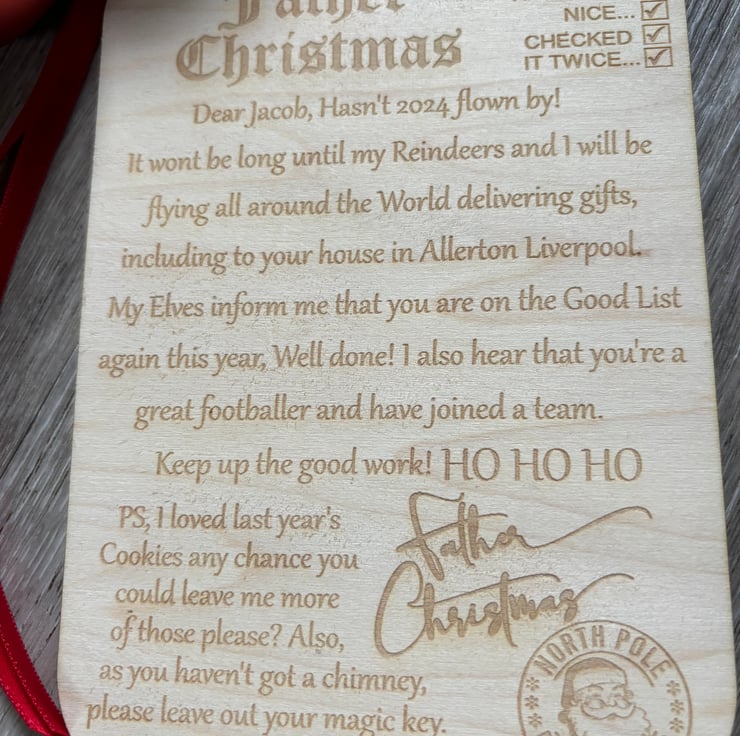 Father
NICE...
Christmas
CHECKED
IT TWICE...
Dear Jacob, Hasn't 2024 flown by!
It wont be long until my Reindeers and I will be
flying all around the World delivering gifts,
including to your house in Allerton Liverpool.
My Elves inform me that you are on the Good List
again this year, Well done! I also hear that you're a
great footballer and have joined a team.
Keep up the good work! HO HO HO
PS, I loved last year's
Cookies any chance you
could leave me more
of those please? Also,
as you haven't got a chimney,
please leave out your magic key.
Father
Christmas
NORTH POLE